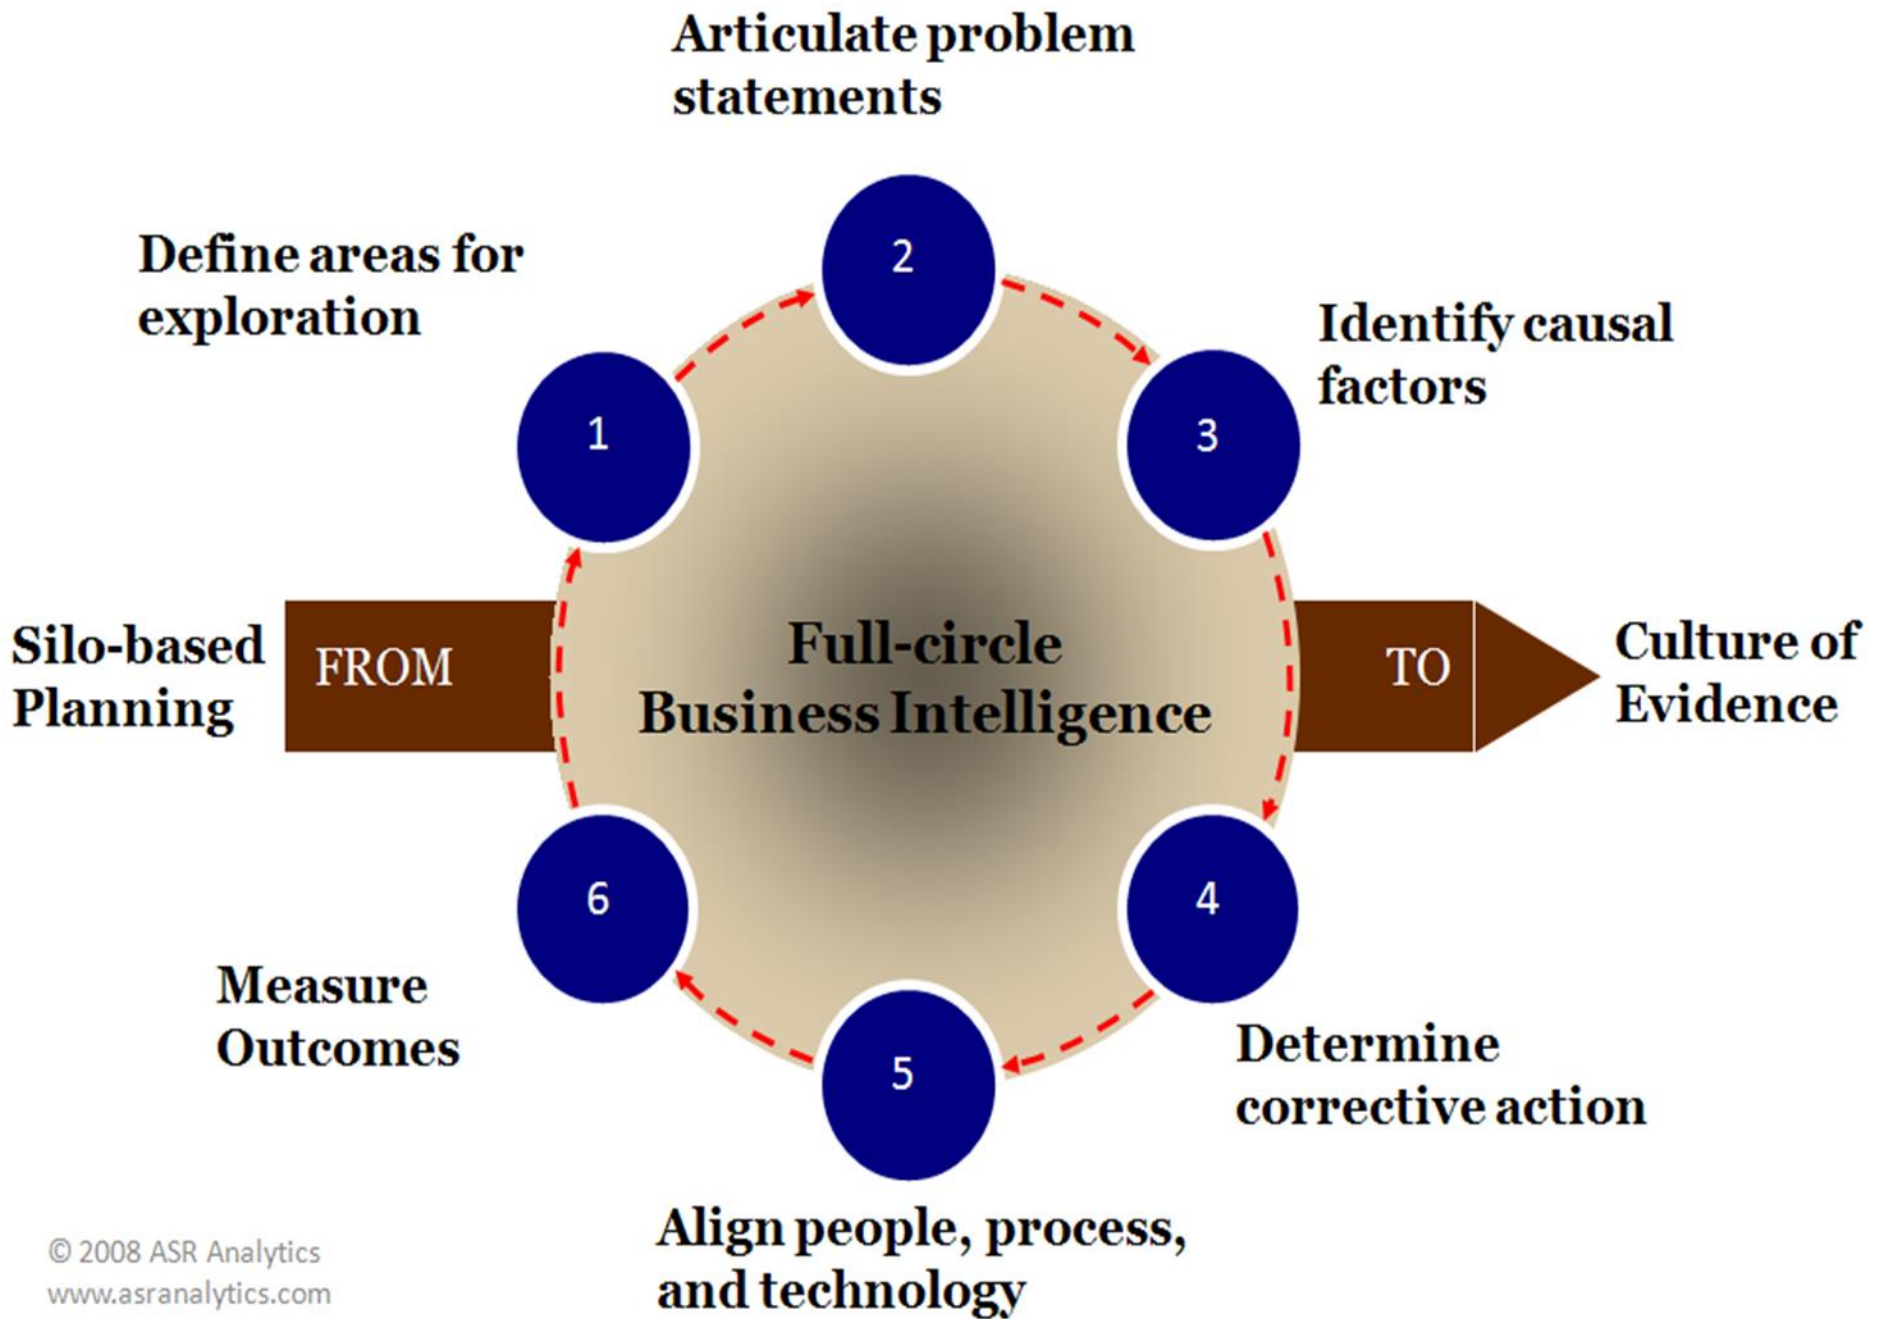 Articulate problem
statements
Define areas for
exploration
2
Identify causal
factors
1
3
Silo-based
Planning
FROM
Full-circle
Business Intelligence
TO
Culture of
Evidence
6
4
Measure
Outcomes
5
Determine
corrective action
Align people, process,
and technology
© 2008 ASR Analytics
www.asranalytics.com